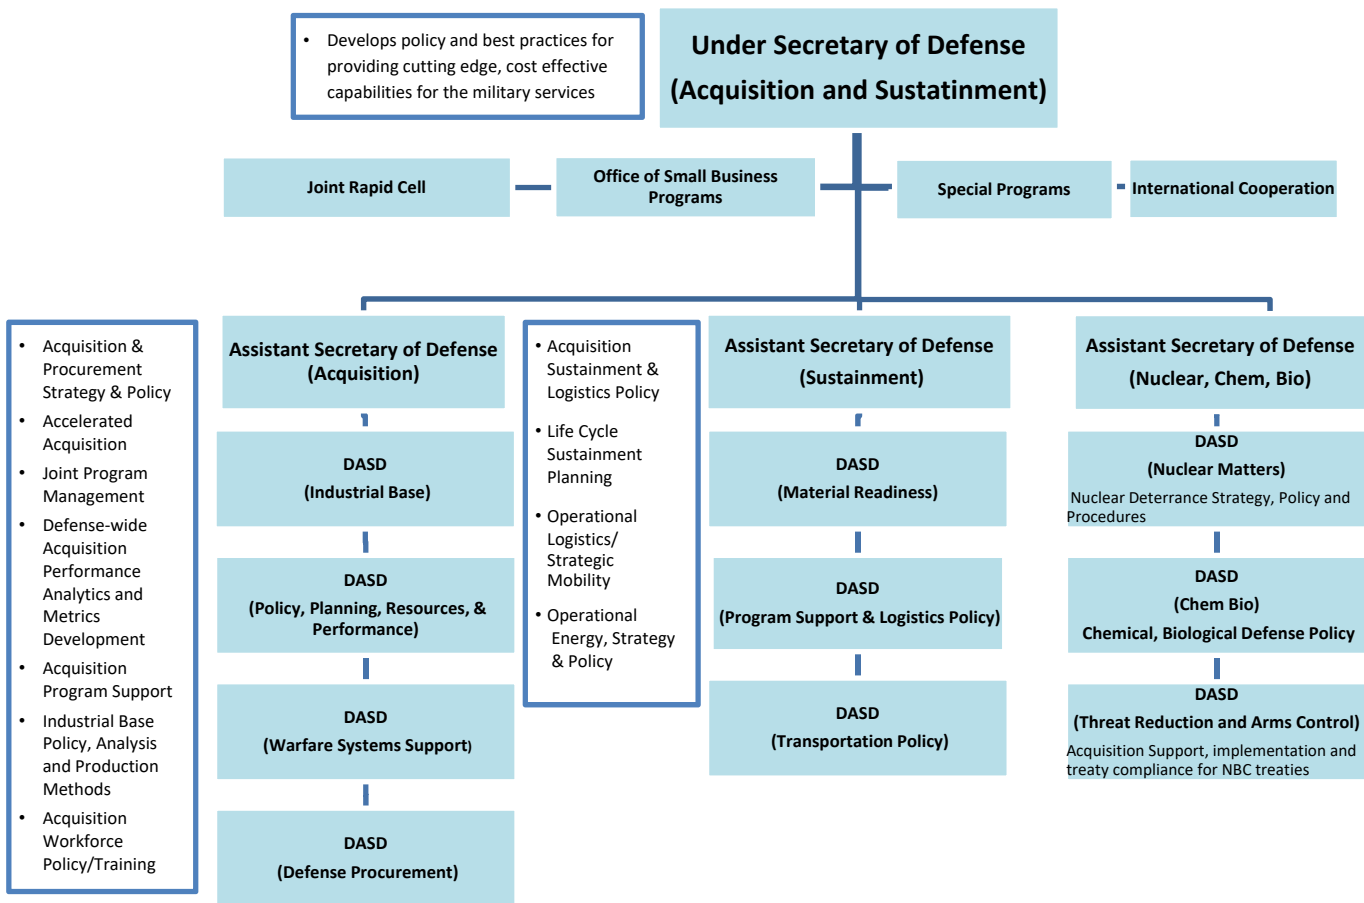 • Develops policy and best practices for
providing cutting edge, cost effective
capabilities for the military services
Under Secretary of Defense
(Acquisition and Sustatinment)
Joint Rapid Cell
Office of Small Business
Programs
Special Programs
International Cooperation
• Acquisition &
Procurement
Strategy & Policy
• Accelerated
Acquisition
• Joint Program
Management
• Defense-wide
Acquisition
Performance
Analytics and
Metrics
Development
• Acquisition
Program Support
• Industrial Base
Policy, Analysis
and Production
Methods
• Acquisition
Workforce
Policy/Training
Assistant Secretary of Defense
(Acquisition)
DASD
(Industrial Base)
DASD
(Policy, Planning, Resources, &
Performance)
DASD
(Warfare Systems Support)
DASD
(Defense Procurement)
• Acquisition
Sustainment &
Logistics Policy
• Life Cycle
Sustainment
Planning
• Operational
Logistics/
Strategic
Mobility
• Operational
Energy, Strategy
& Policy
Assistant Secretary of Defense
(Sustainment)
DASD
(Material Readiness)
DASD
(Program Support & Logistics Policy)
DASD
(Transportation Policy)
Assistant Secretary of Defense
(Nuclear, Chem, Bio)
DASD
(Nuclear Matters)
Nuclear Deterrance Strategy, Policy and
Procedures
DASD
(Chem Bio)
Chemical, Biological Defense Policy
DASD
(Threat Reduction and Arms Control)
Acquisition Support, implementation and
treaty compliance for NBC treaties